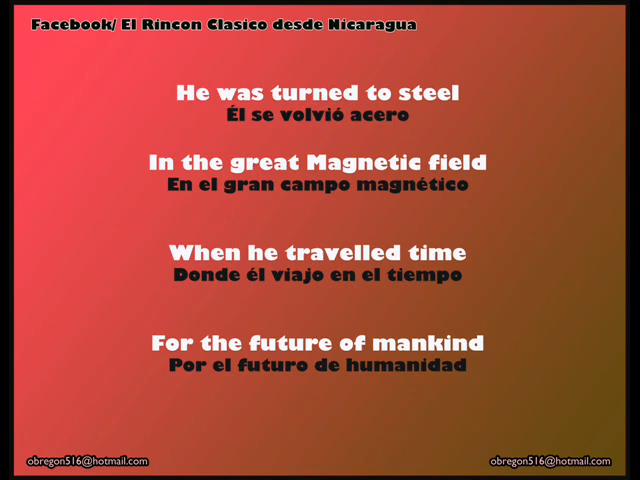 Facebook/ El Rincon Clasico desde Nicaragua
He was turned to steel
Él se volvió acero
In the great Magnetic field
En el gran campo magnético
When he travelled time
Donde él viajo en el tiempo
For the future of mankind
Por el futuro de humanidad
obregon516@hotmail.com
obregon516@hotmail.com